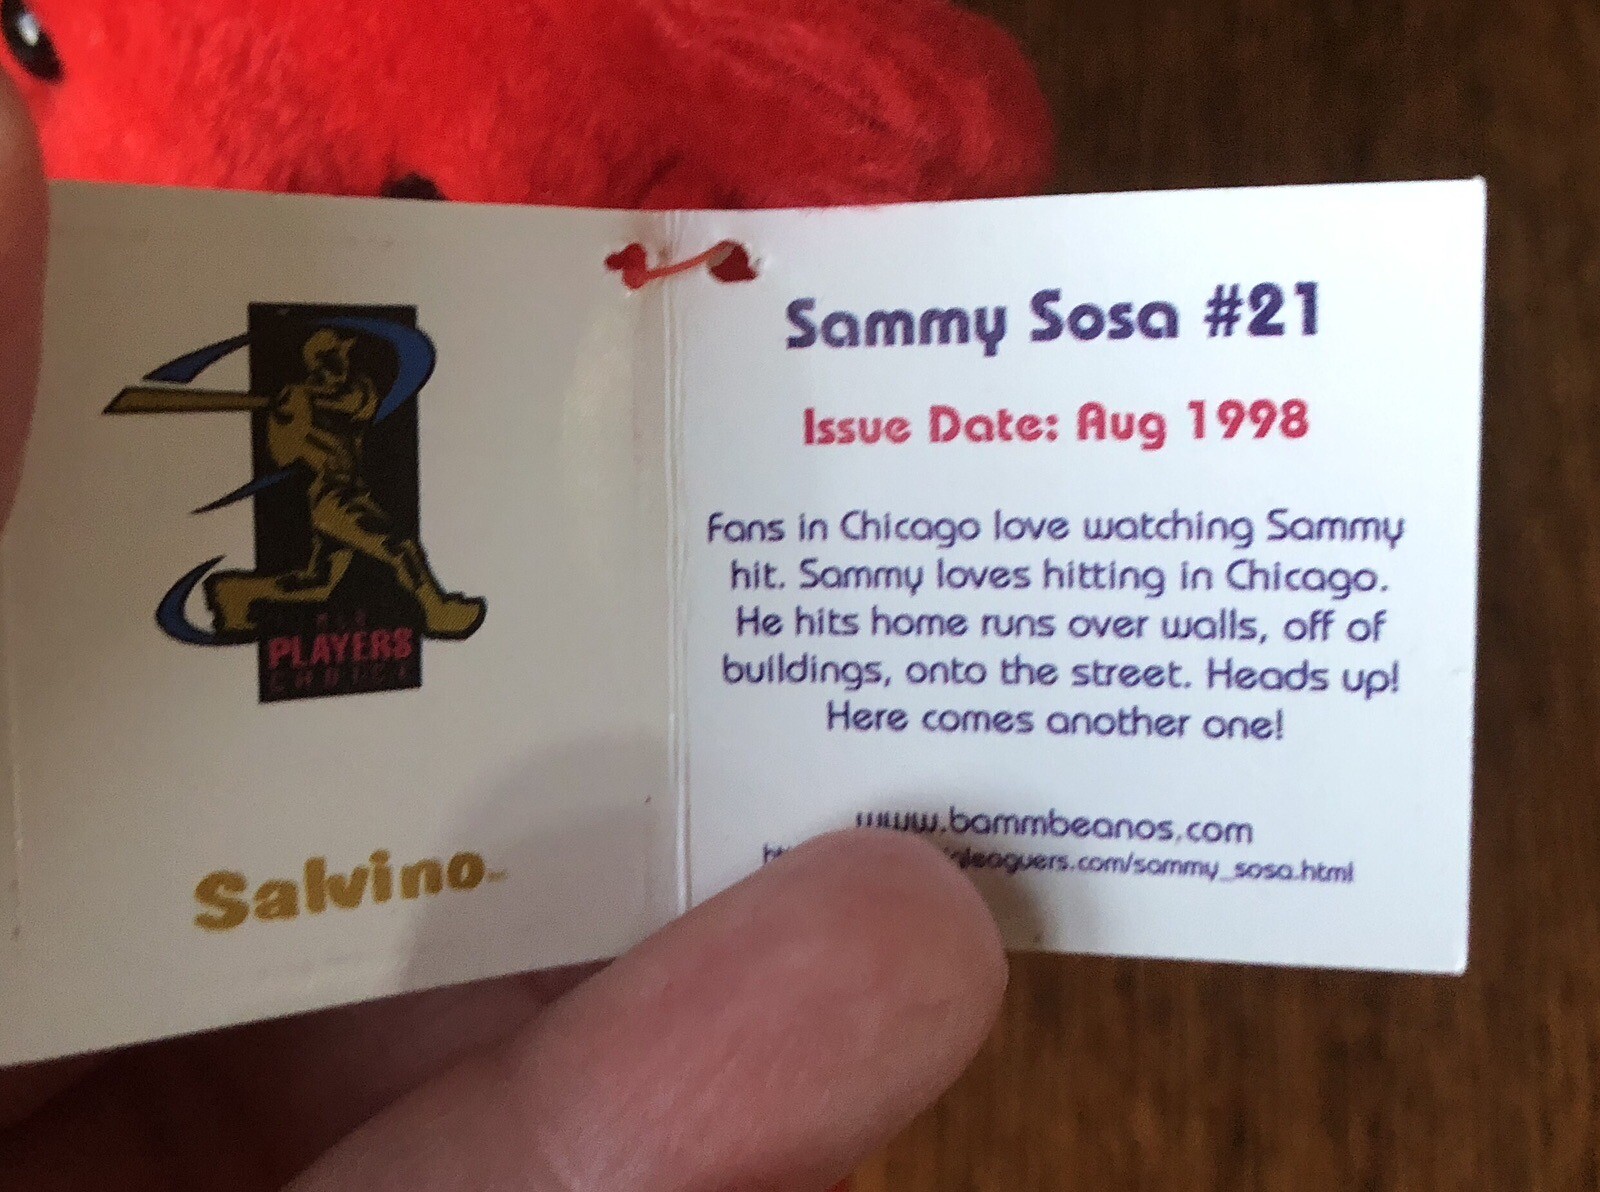 PLAYERS
CHOICE
Salvino
Sammy Sosa #21
Issue Date: Aug 1998
Fans in Chicago love watching Sammy
hit. Sammy loves hitting in Chicago.
He hits home runs over walls, off of
buildings, onto the street. Heads up!
Here comes another one!
www.bammbeanos.com
leaguers.com/sammy_sosa.html